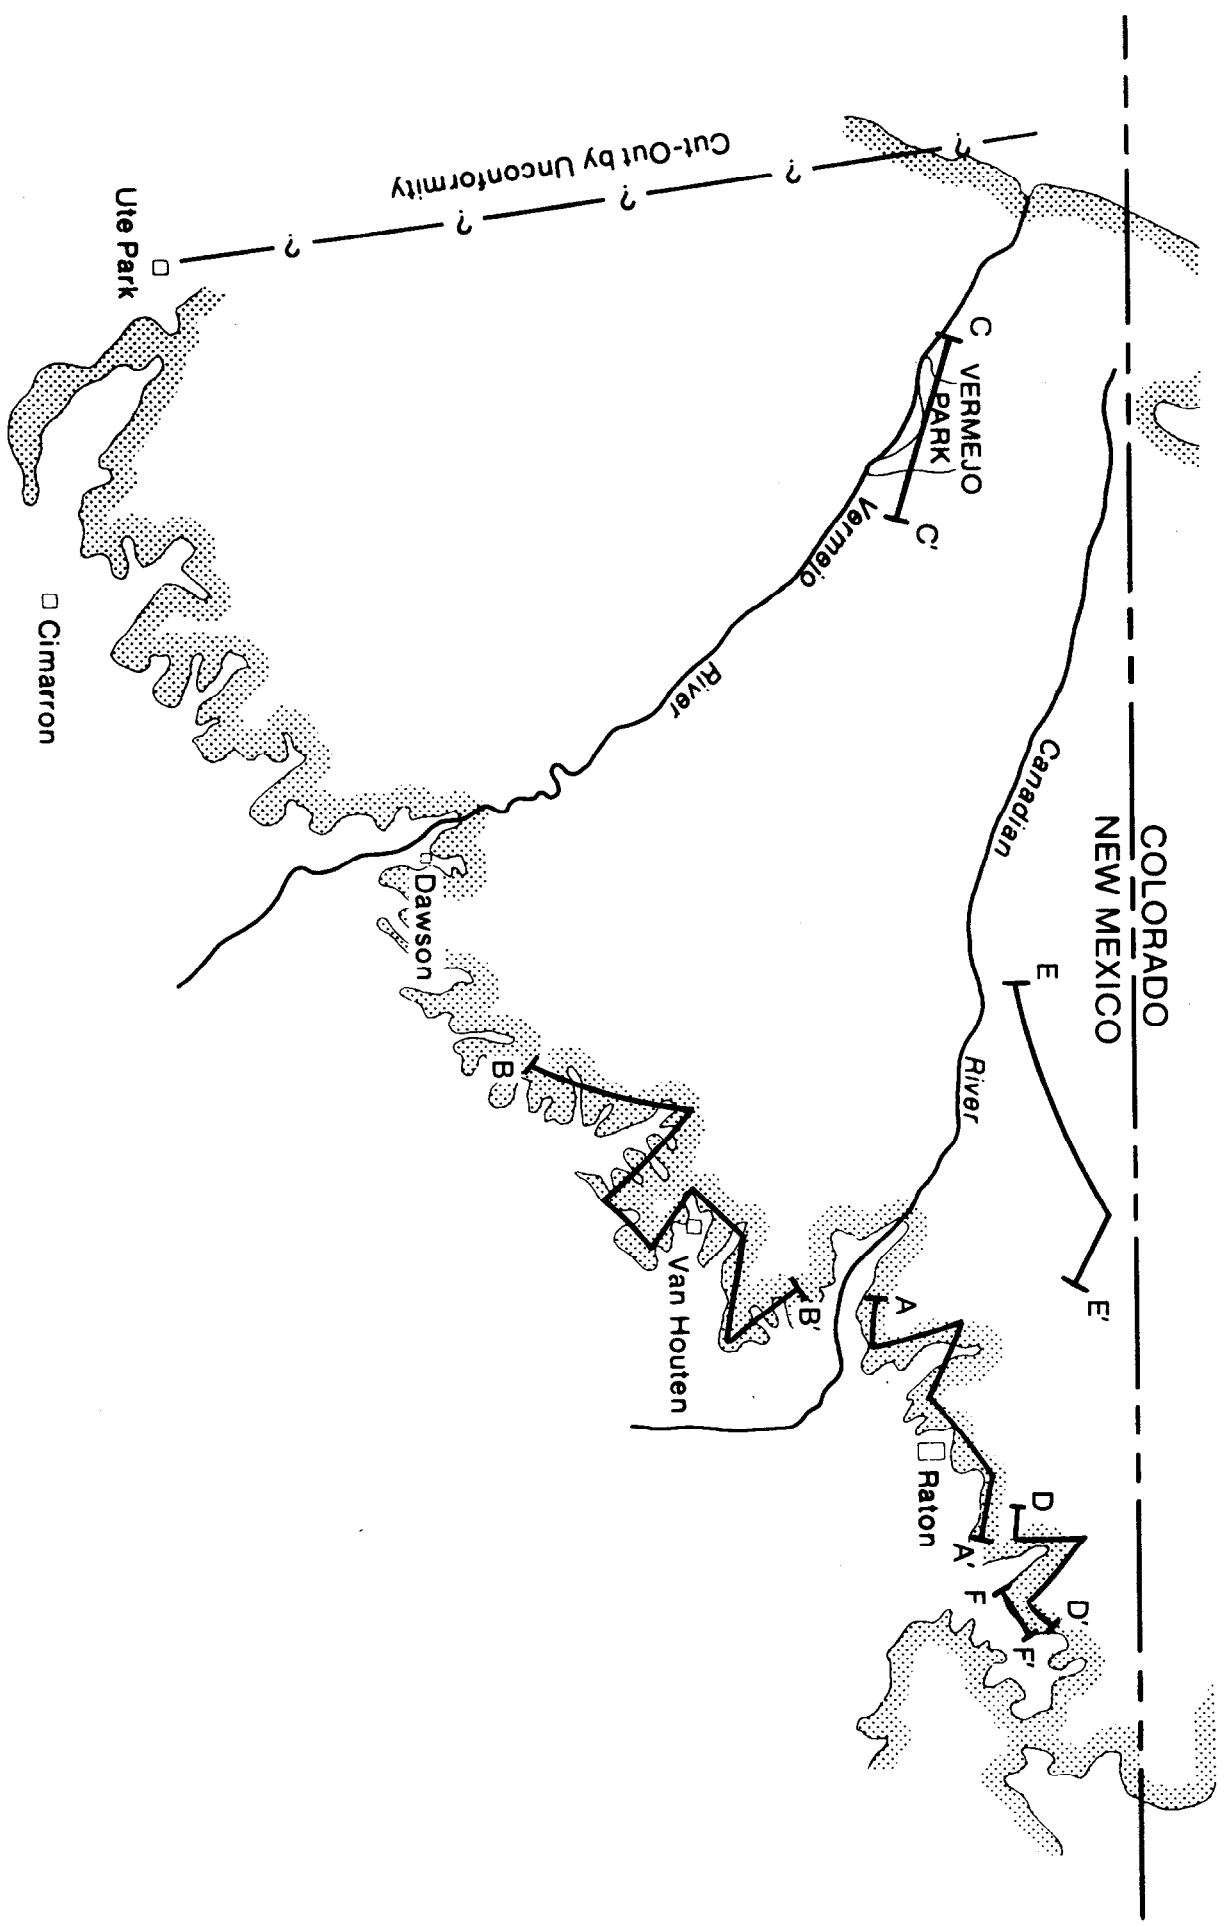 COLORADO
NEW MEXICO
Cut-Out by Unconformity
?
?
?
?
?
C
VERMEJO
PARK
C'
Vermejo
River
Canadian
River
E
E'
Ute Park
Cimarron
Dawson
B
B'
Van Houten
A
A'
Raton
D
D'
F
F'